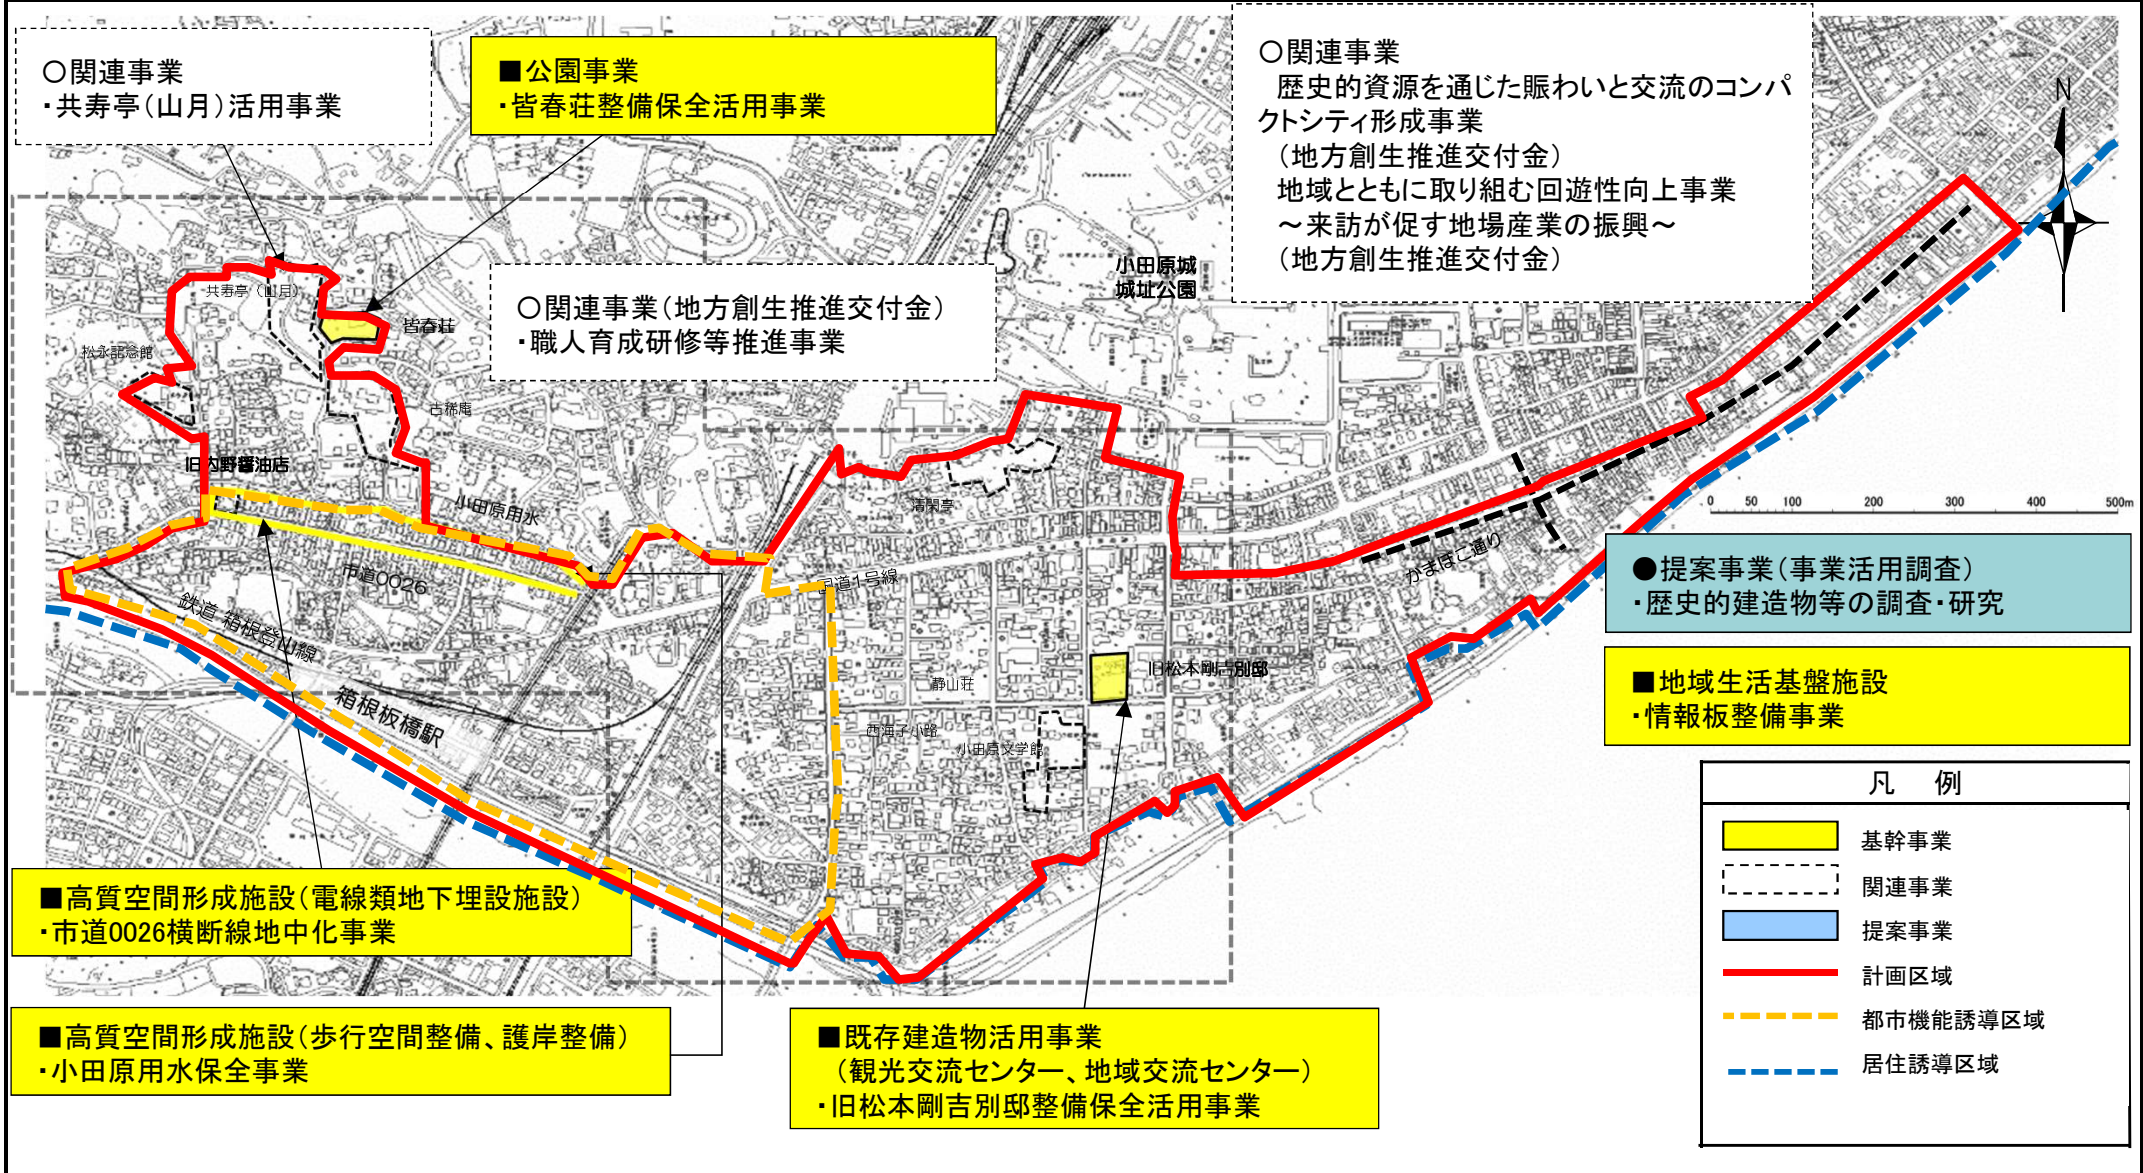 〇関連事業
・共寿亭（山月）活用事業
■公園事業
・皆春荘整備保全活用事業
〇関連事業
歴史的資源を通じた賑わいと交流のコンパ
クトシティ形成事業
（地方創生推進交付金）
地域とともに取り組む回遊性向上事業
～来訪が促す地場産業の振興～
（地方創生推進交付金）
N
〇関連事業（地方創生推進交付金）
・職人育成研修等推進事業
小田原城
城址公園
共寿亭（山月）
皆春荘
松永記念館
古稀庵
旧内野醤油店
小田原用水
清閑亭
市道0026
国道1号線
かまぼこ通り
鉄道 箱根登山線
箱根板橋駅
静山荘
旧松本剛吉別邸
西海子小路
小田原文学館
0 50 100 200 300 400 500m
●提案事業（事業活用調査）
・歴史的建造物等の調査・研究
■地域生活基盤施設
・情報板整備事業
凡 例
基幹事業
関連事業
提案事業
計画区域
都市機能誘導区域
居住誘導区域
■高質空間形成施設（電線類地下埋設施設）
・市道0026横断線地中化事業
■高質空間形成施設（歩行空間整備、護岸整備）
・小田原用水保全事業
■既存建造物活用事業
（観光交流センター、地域交流センター）
・旧松本剛吉別邸整備保全活用事業